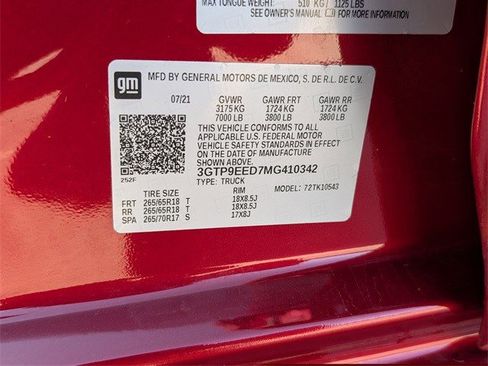 MAX TONGUE WEIGHT: 510 KG / 1125 LBS
SEE OWNER'S MANUAL FOR MORE INFORMATION
gm MFD BY GENERAL MOTORS DE MEXICO, S. DE R.L. DE C.V.
07/21 GVWR GAWR FRT GAWR RR
3175 KG 1724 KG 1724 KG
7000 LB 3800 LB 3800 LB
THIS VEHICLE CONFORMS TO ALL
APPLICABLE U.S. FEDERAL MOTOR
VEHICLE SAFETY STANDARDS IN EFFECT
ON THE DATE OF MANUFACTURE
SHOWN ABOVE.
3GTP9EED7MG410342
252F TYPE: TRUCK MODEL: 72TK10543
TIRE SIZE RIM
FRT 265/65R18 T 18X8.5J
RR 265/65R18 T 18X8.5J
SPA 265/70R17 S 17X8J